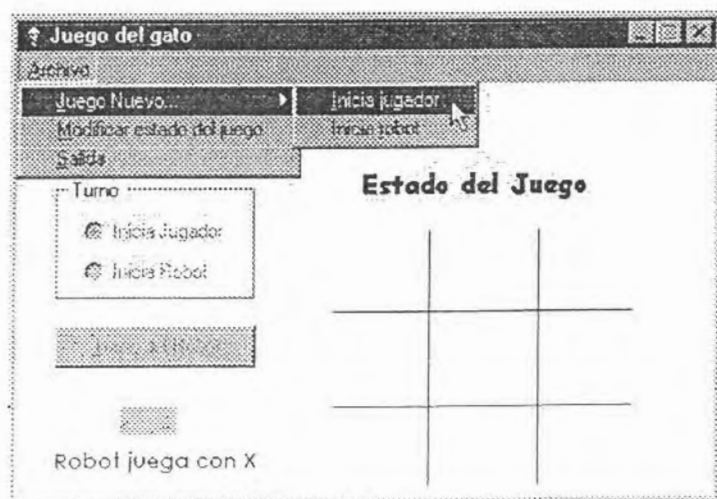 Juego del gato
Archivo
Juego Nuevo...
Inicia jugador
Modificar estado del juego
Inicia robot
Salida
Turno
Estado del Juego
Inicia Jugador
Inicia Robot
Robot juega con X